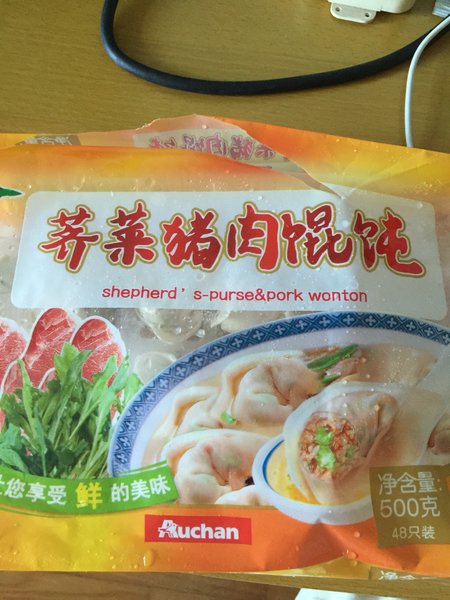 荠菜猪肉馄饨
shepherd's-purse&pork wonton
让您享受 鲜 的美味
Auchan
净含量:
500克
48只装